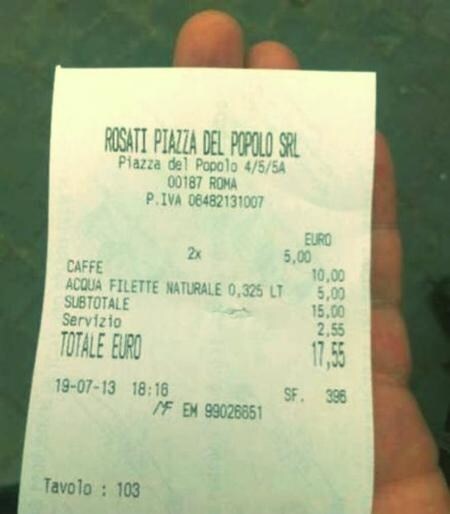 ROSATI PIAZZA DEL POPOLO SRL
Piazza del Popolo 4/5/5A
00187 ROMA
P.IVA 06482131007
EURO
2x 5,00
CAFFE 10,00
ACQUA FILETTE NATURALE 0,325 LT 5,00
SUBTOTALE 15,00
Servizio 2,55
TOTALE EURO 17,55
19-07-13 18:16 SF. 396
MF EM 99026651
Tavolo : 103